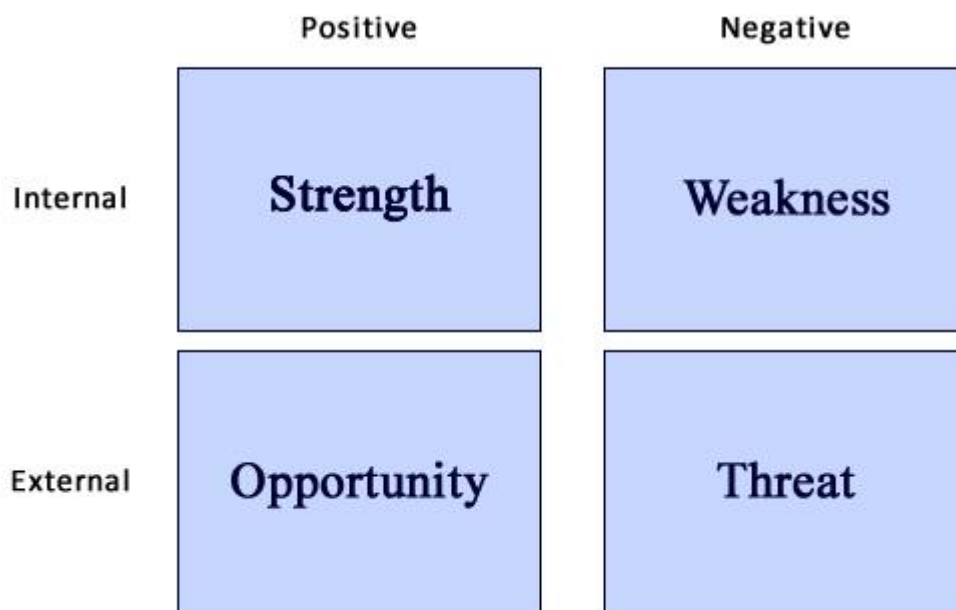 Positive Negative
Internal Strength Weakness
External Opportunity Threat